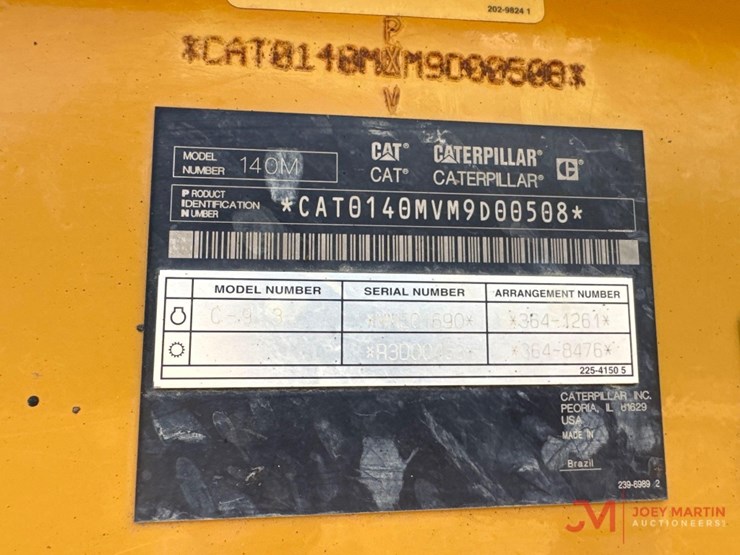 202-9824 1
P
*CAT0140MXM9D00508*
V
MODEL NUMBER 140M
CAT® CATERPILLAR®
CAT® CATERPILLAR®
PRODUCT IDENTIFICATION NUMBER *CAT0140MVM9D00508*
MODEL NUMBER SERIAL NUMBER ARRANGEMENT NUMBER
*364-1261*
*364-8476*
225-4150 5
CATERPILLAR INC.
PEORIA, IL 61629
USA
MADE IN
Brazil
239-6989 2
JM JOEY MARTIN
AUCTIONEERS!